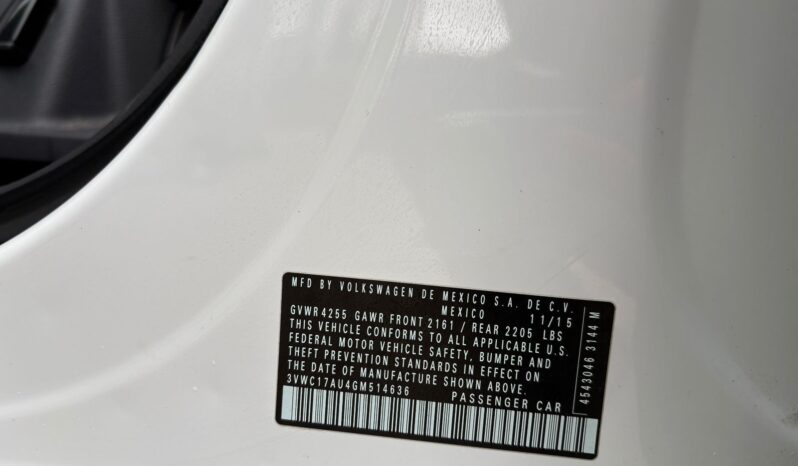 MFD BY VOLKSWAGEN DE MEXICO S.A. DE C.V.
MEXICO 11/15
GVWR 4255 GAWR FRONT 2161 / REAR 2205 LBS
THIS VEHICLE CONFORMS TO ALL APPLICABLE U.S.
FEDERAL MOTOR VEHICLE SAFETY, BUMPER AND
THEFT PREVENTION STANDARDS IN EFFECT ON
THE DATE OF MANUFACTURE SHOWN ABOVE.
3VWC17AU4GM514636 PASSENGER CAR
4543046 3144 M